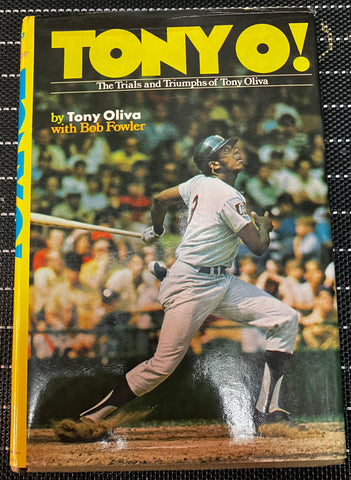 TONY O!
The Trials and Triumphs of Tony Oliva
by Tony Oliva
with Bob Fowler